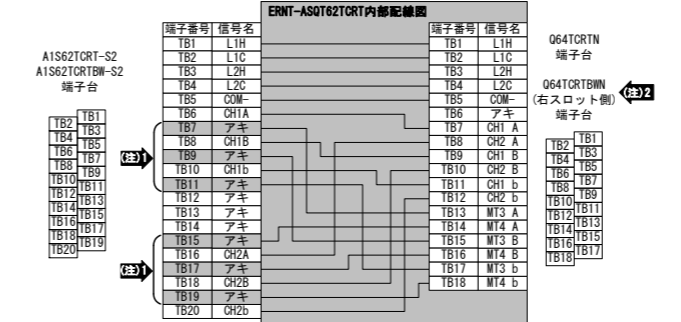 ERNT-ASQT62TCRT内部配線図
A1S62TCRT-S2
A1S62TCRTBW-S2
端子台
TB1
TB2
TB3
TB4
TB5
TB6
TB7
TB8
TB9
TB10
TB11
TB12
TB13
TB14
TB15
TB16
TB17
TB18
TB19
TB20
(注)1
(注)1
端子番号 信号名
TB1 L1H
TB2 L1C
TB3 L2H
TB4 L2C
TB5 COM-
TB6 CH1A
TB7 アキ
TB8 CH1B
TB9 アキ
TB10 CH1b
TB11 アキ
TB12 アキ
TB13 アキ
TB14 アキ
TB15 アキ
TB16 CH2A
TB17 アキ
TB18 CH2B
TB19 アキ
TB20 CH2b
端子番号 信号名
TB1 L1H
TB2 L1C
TB3 L2H
TB4 L2C
TB5 COM-
TB6 アキ
TB7 CH1 A
TB8 CH2 A
TB9 CH1 B
TB10 CH2 B
TB11 CH1 b
TB12 CH2 b
TB13 MT3 A
TB14 MT4 A
TB15 MT3 B
TB16 MT4 B
TB17 MT3 b
TB18 MT4 b
Q64TCRTN
端子台
Q64TCRTBWN
(右スロット側)
端子台
(注)2
TB1
TB2
TB3
TB4
TB5
TB6
TB7
TB8
TB9
TB10
TB11
TB12
TB13
TB14
TB15
TB16
TB17
TB18